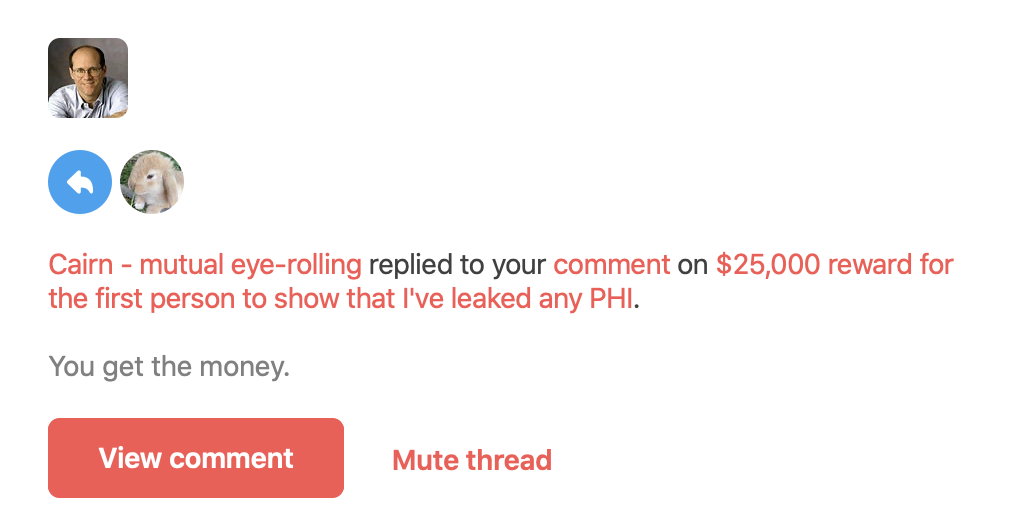 Cairn - mutual eye-rolling replied to your comment on $25,000 reward for
the first person to show that I've leaked any PHI.
You get the money.
View comment
Mute thread